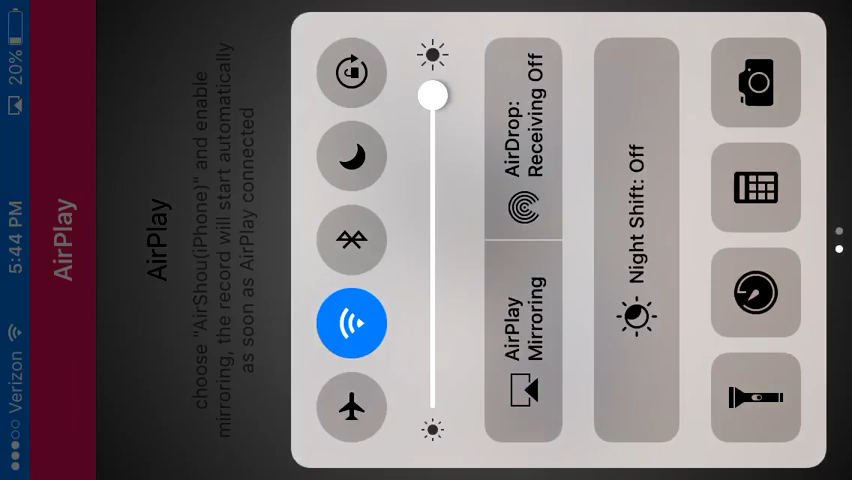 Verizon 5:44 PM 20%
AirPlay
AirPlay
choose "AirShou(iPhone)" and enable
mirroring, the record will start automatically
as soon as AirPlay connected
AirPlay
Mirroring
AirDrop:
Receiving Off
Night Shift: Off